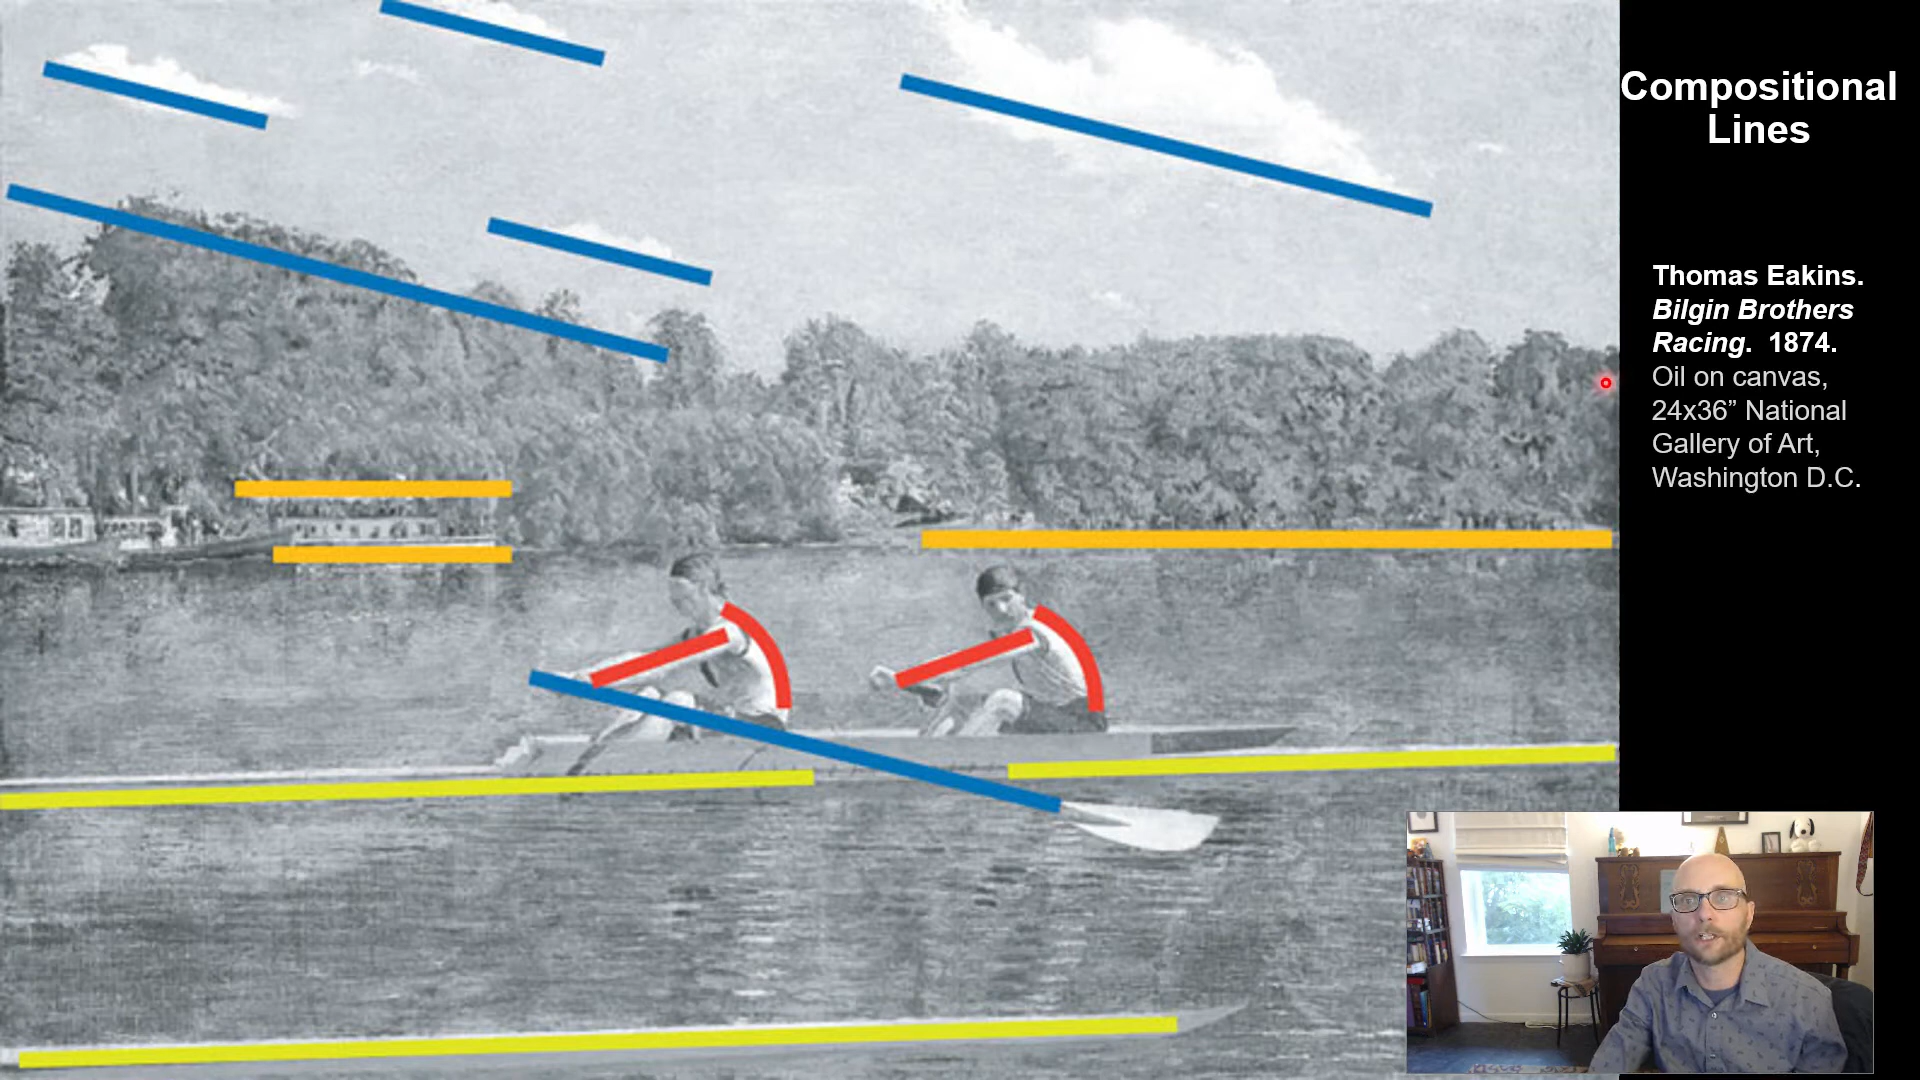 Compositional
Lines
Thomas Eakins.
Bilgin Brothers
Racing. 1874.
Oil on canvas,
24x36” National
Gallery of Art,
Washington D.C.